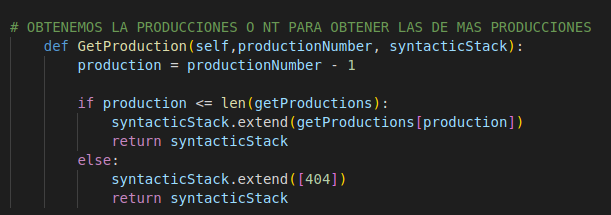 # OBTENEMOS LA PRODUCCIONES O NT PARA OBTENER LAS DE MAS PRODUCCIONES
def GetProduction(self,productionNumber, syntacticStack):
production = productionNumber - 1
if production <= len(getProductions):
syntacticStack.extend(getProductions[production])
return syntacticStack
else:
syntacticStack.extend([404])
return syntacticStack